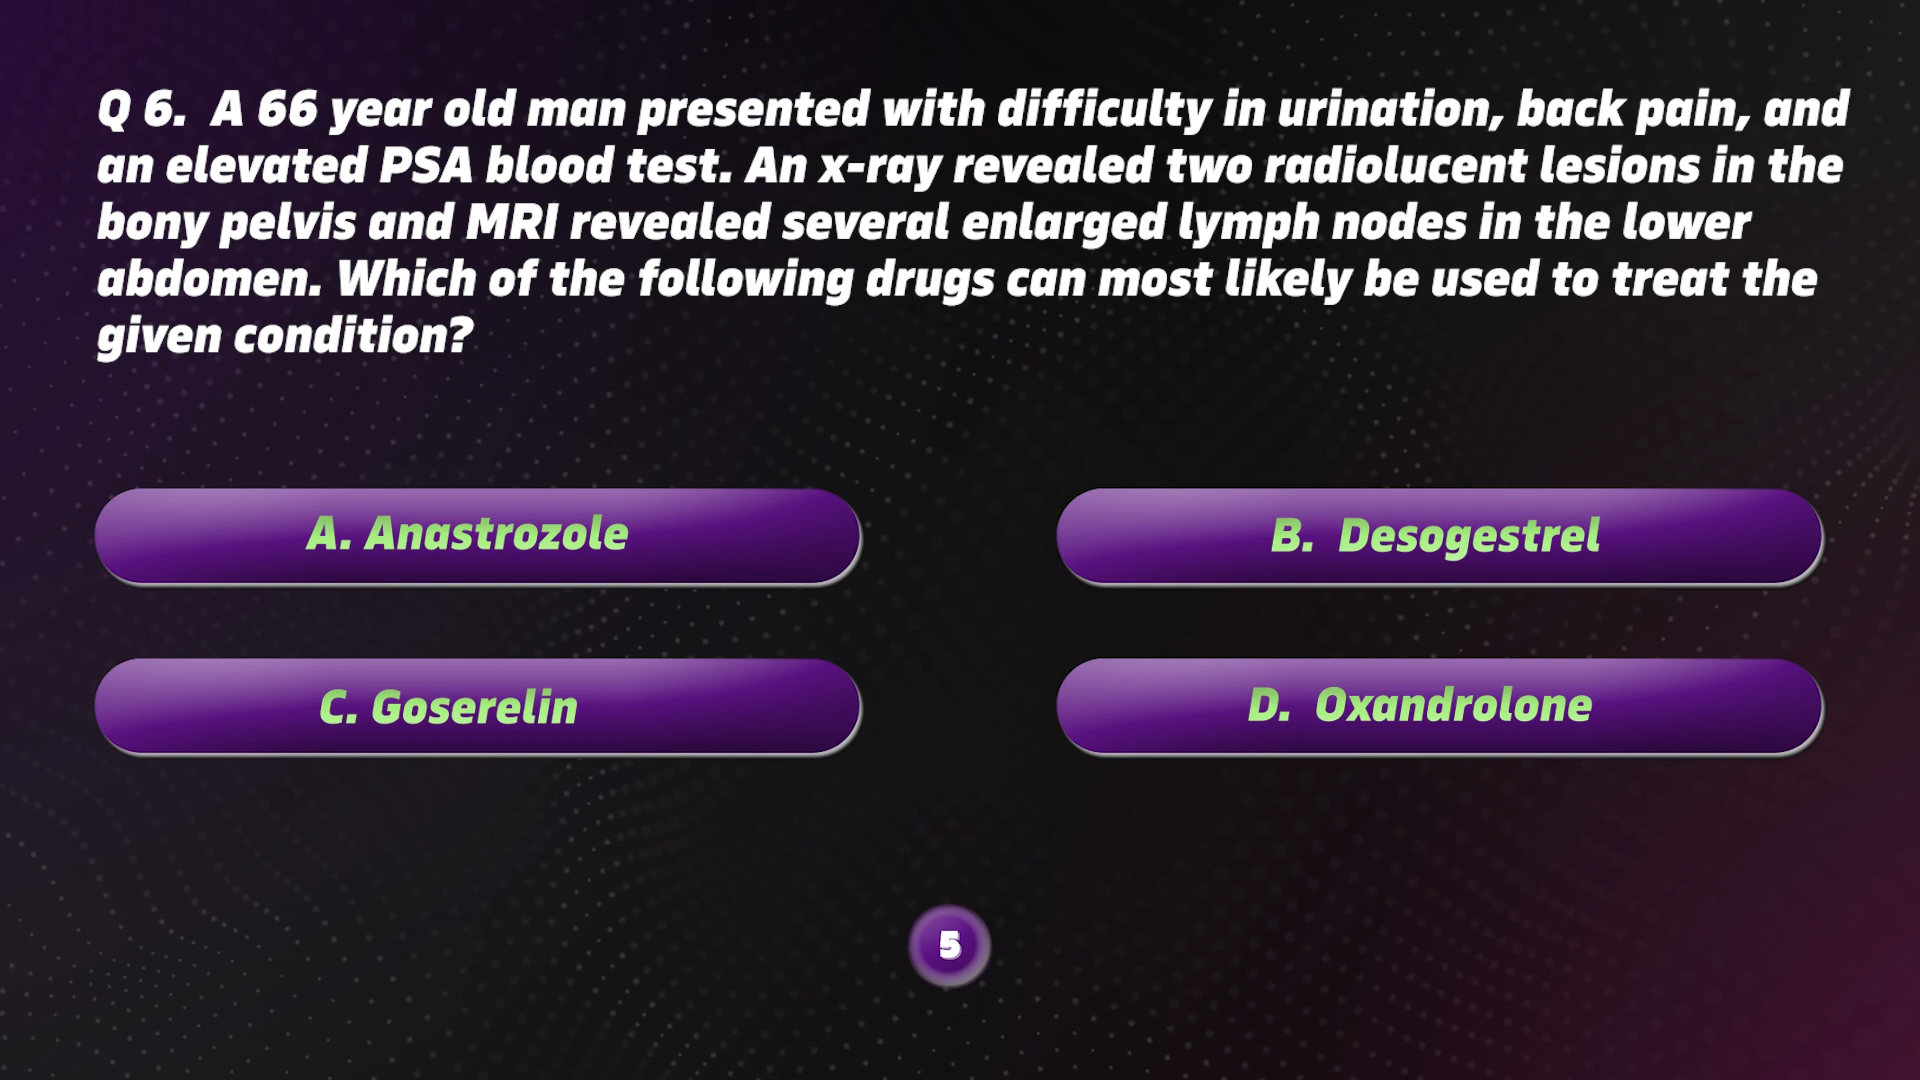 Q 6. A 66 year old man presented with difficulty in urination, back pain, and
an elevated PSA blood test. An x-ray revealed two radiolucent lesions in the
bony pelvis and MRI revealed several enlarged lymph nodes in the lower
abdomen. Which of the following drugs can most likely be used to treat the
given condition?
A. Anastrozole
B. Desogestrel
C. Goserelin
D. Oxandrolone
5